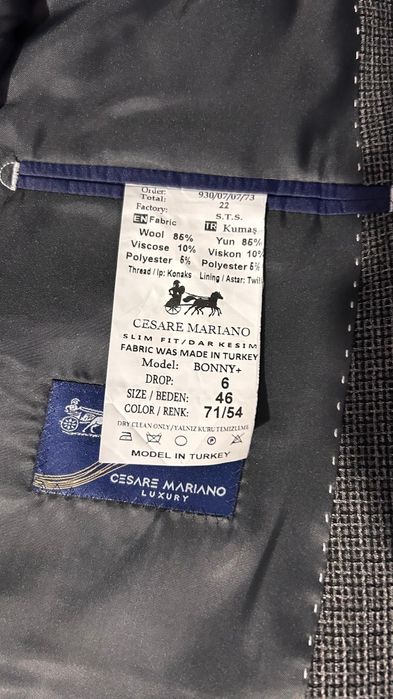 Order: 930/07/07/73
Total: 22
Factory: S.T.S.
EN Fabric TR Kumaş
Wool 85% Yun 85%
Viscose 10% Viskon 10%
Polyester 5% Polyester 5%
Thread / Ip: Konaks Lining / Astar:
CESARE MARIANO
SLIM FIT/DAR KESIM
FABRIC WAS MADE IN TURKEY
Model: BONNY+
DROP: 6
SIZE / BEDEN: 46
COLOR / RENK: 71/54
DRY CLEAN ONLY/YALNIZ KURU TEMIZLEME
MODEL IN TURKEY
CESARE MARIANO
LUXURY